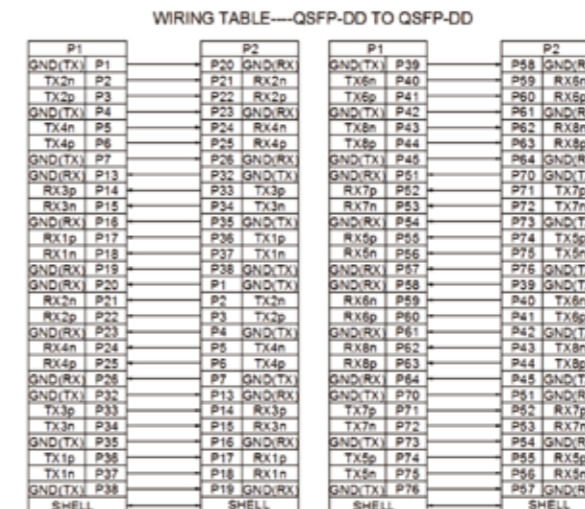 WIRING TABLE----QSFP-DD TO QSFP-DD
P1 P2 P1 P2
GND(TX) P1 P20 GND(RX) GND(TX) P39 P58 GND(R
TX2n P2 P21 RX2n TX6n P40 P59 RX6n
TX2p P3 P22 RX2p TX6p P41 P60 RX6p
GND(TX) P4 P23 GND(RX) GND(TX) P42 P61 GND(R
TX4n P5 P24 RX4n TX8n P43 P62 RX8n
TX4p P6 P25 RX4p TX8p P44 P63 RX8p
GND(TX) P7 P26 GND(RX) GND(TX) P45 P64 GND(R
GND(RX) P13 P32 GND(TX) GND(RX) P51 P70 GND(T
RX3p P14 P33 TX3p RX7p P52 P71 TX7p
RX3n P15 P34 TX3n RX7n P53 P72 TX7n
GND(RX) P16 P35 GND(TX) GND(RX) P54 P73 GND(T
RX1p P17 P36 TX1p RX5p P55 P74 TX5p
RX1n P18 P37 TX1n RX5n P56 P75 TX5n
GND(RX) P19 P38 GND(TX) GND(RX) P57 P76 GND(T
GND(RX) P20 P1 GND(TX) GND(RX) P58 P39 GND(T
RX2n P21 P2 TX2n RX6n P59 P40 TX6n
RX2p P22 P3 TX2p RX6p P60 P41 TX6p
GND(RX) P23 P4 GND(TX) GND(RX) P61 P42 GND(T
RX4n P24 P5 TX4n RX8n P62 P43 TX8n
RX4p P25 P6 TX4p RX8p P63 P44 TX8p
GND(RX) P26 P7 GND(TX) GND(RX) P64 P45 GND(T
GND(TX) P32 P13 GND(RX) GND(TX) P70 P51 GND(R
TX3p P33 P14 RX3p TX7p P71 P52 RX7p
TX3n P34 P15 RX3n TX7n P72 P53 RX7n
GND(TX) P35 P16 GND(RX) GND(TX) P73 P54 GND(R
TX1p P36 P17 RX1p TX5p P74 P55 RX5p
TX1n P37 P18 RX1n TX5n P75 P56 RX5n
GND(TX) P38 P19 GND(RX) GND(TX) P76 P57 GND(R
SHELL SHELL SHELL SHELL